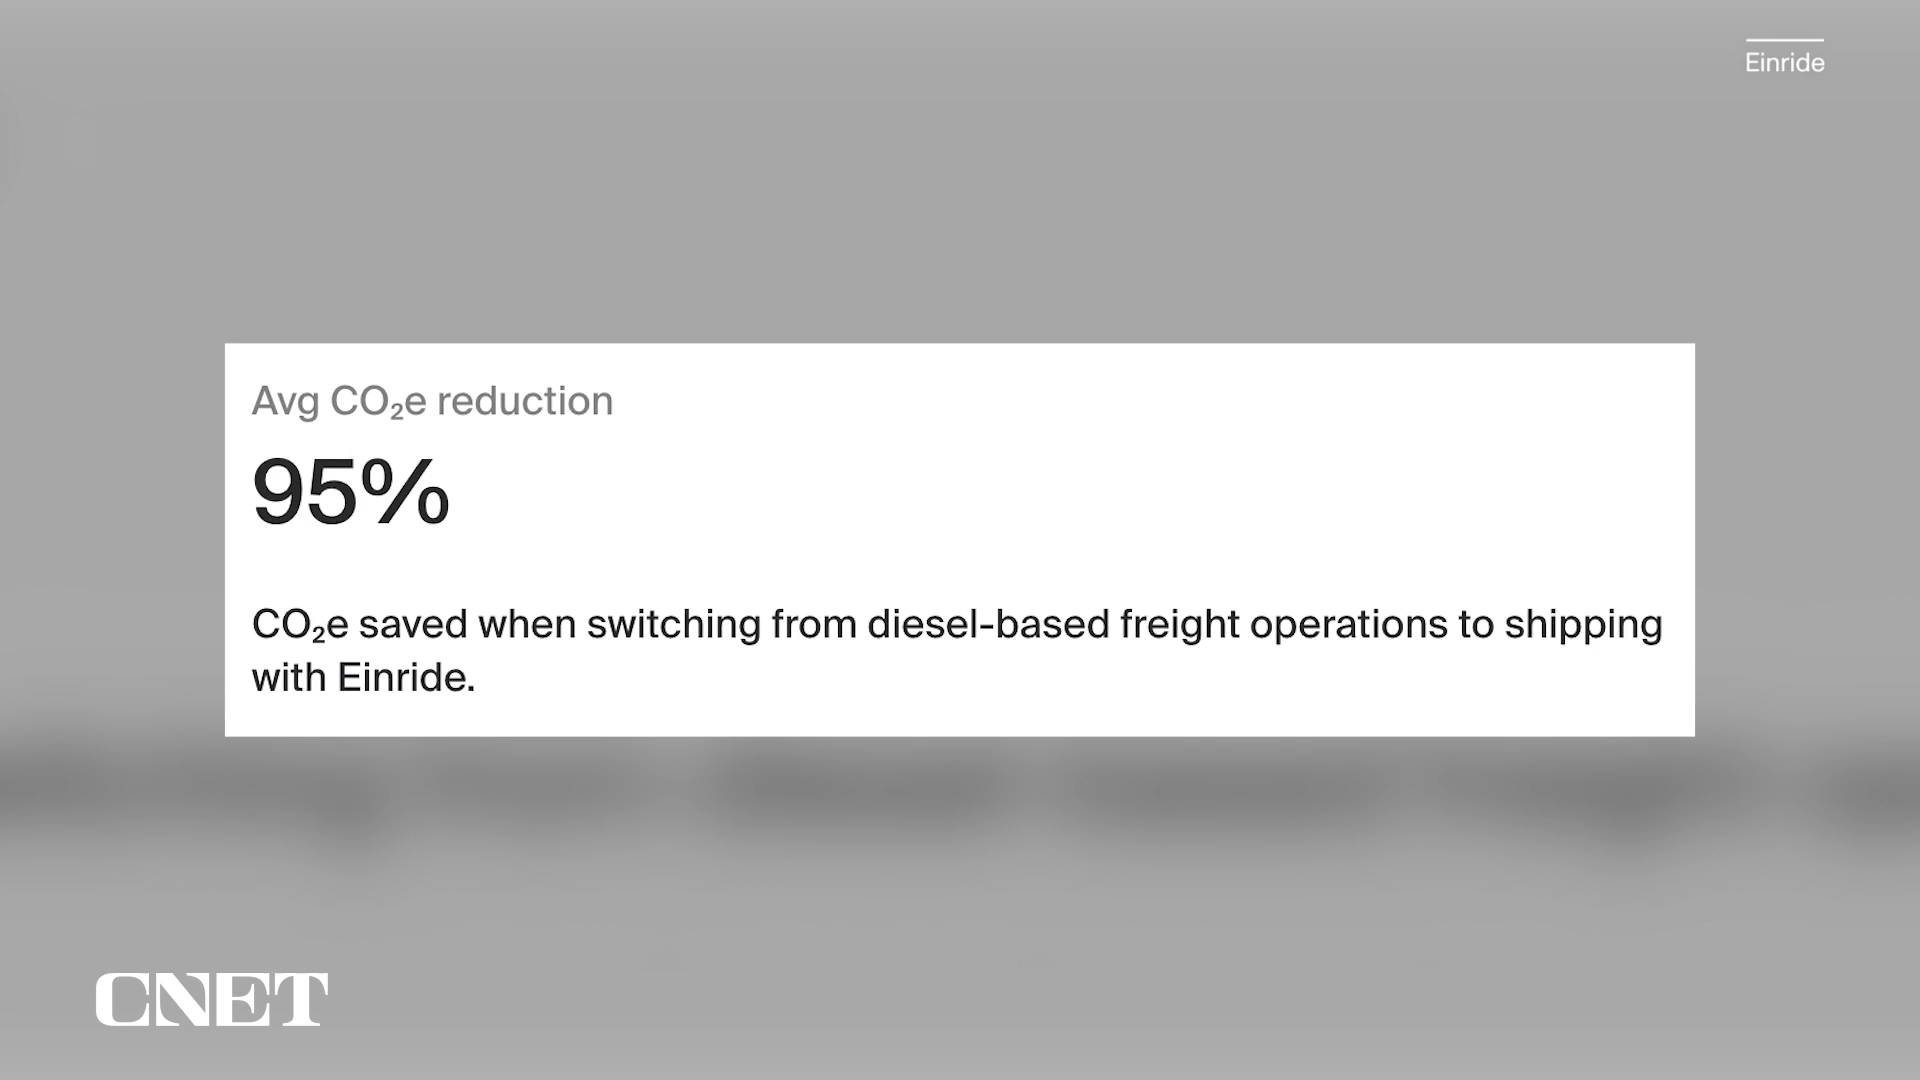 Einride
Avg CO₂e reduction
95%
CO₂e saved when switching from diesel-based freight operations to shipping
with Einride.
CNET